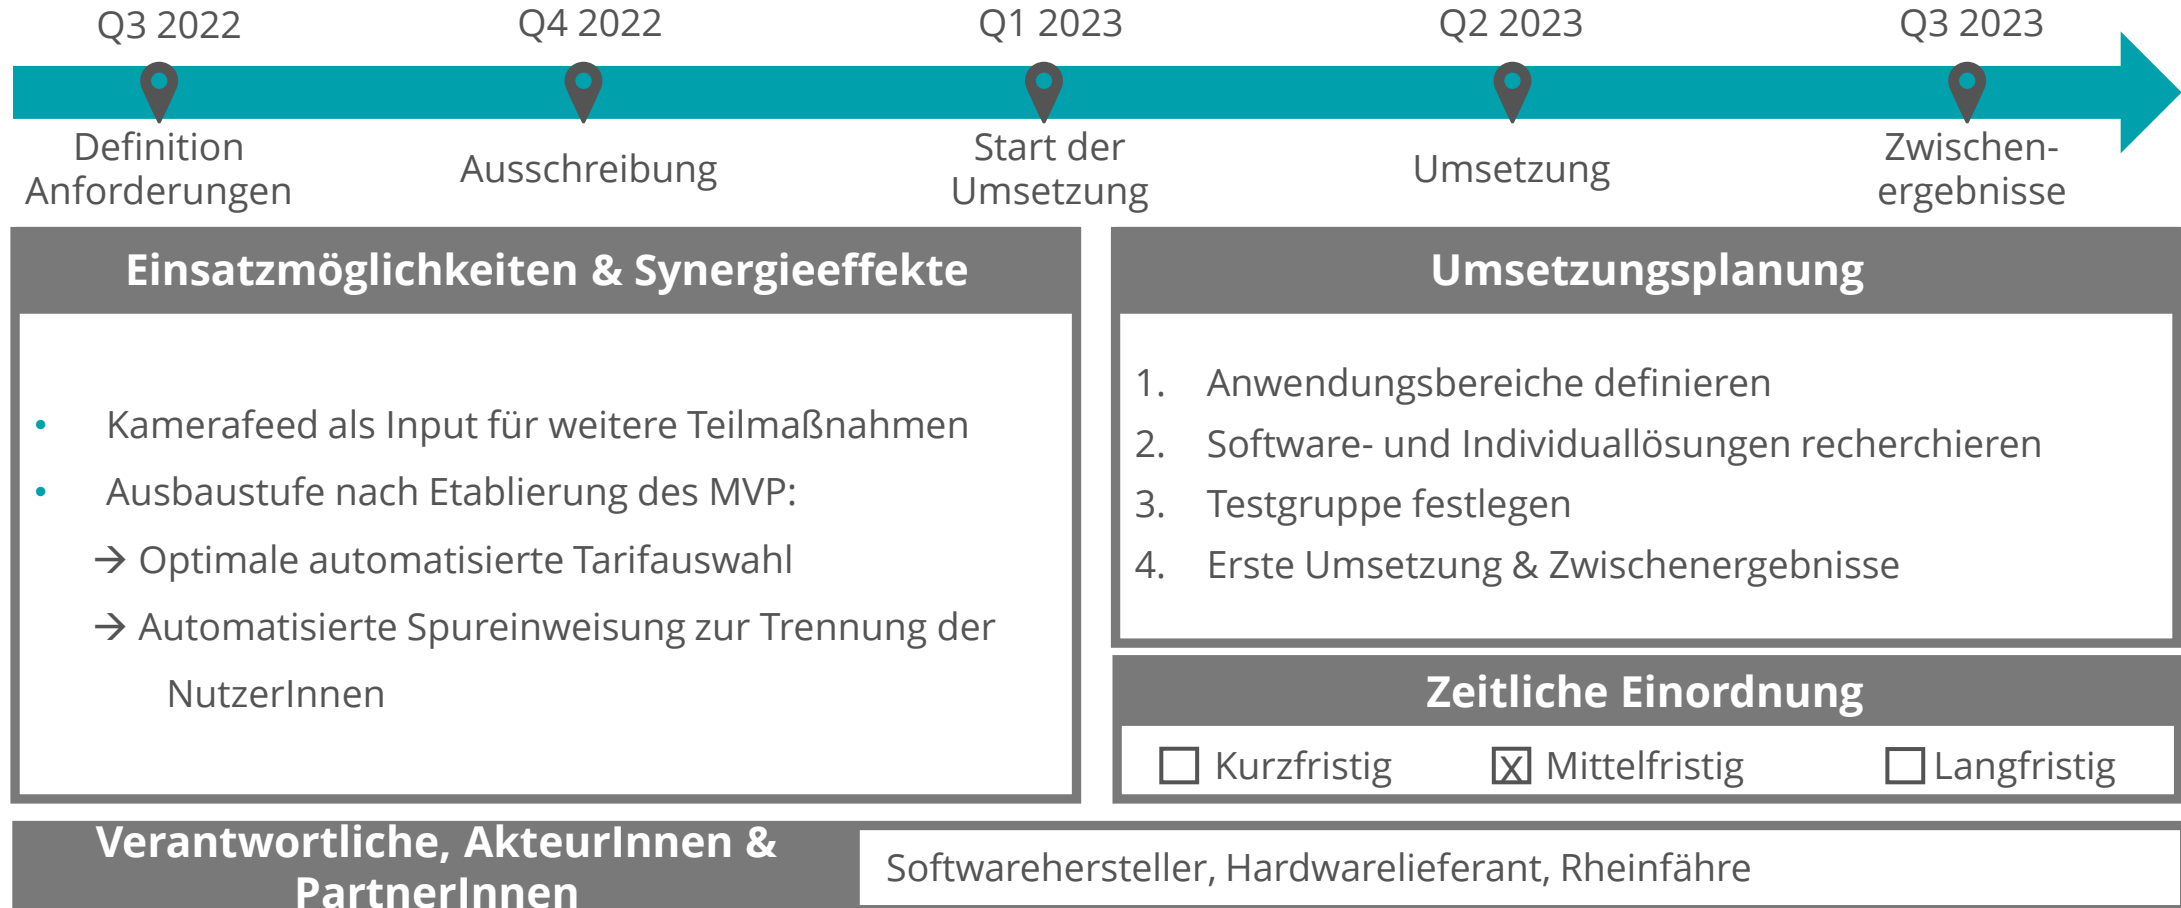 Q3 2022
Q4 2022
Q1 2023
Q2 2023
Q3 2023
Definition
Anforderungen
Ausschreibung
Start der
Umsetzung
Umsetzung
Zwischen-
ergebnisse
Einsatzmöglichkeiten & Synergieeffekte
• Kamerafeed als Input für weitere Teilmaßnahmen
• Ausbaustufe nach Etablierung des MVP:
→ Optimale automatisierte Tarifauswahl
→ Automatisierte Spureinweisung zur Trennung der
NutzerInnen
Umsetzungsplanung
1. Anwendungsbereiche definieren
2. Software- und Individuallösungen recherchieren
3. Testgruppe festlegen
4. Erste Umsetzung & Zwischenergebnisse
Zeitliche Einordnung
☐ Kurzfristig ☒ Mittelfristig ☐ Langfristig
Verantwortliche, AkteurInnen &
PartnerInnen
Softwarehersteller, Hardwarelieferant, Rheinfähre